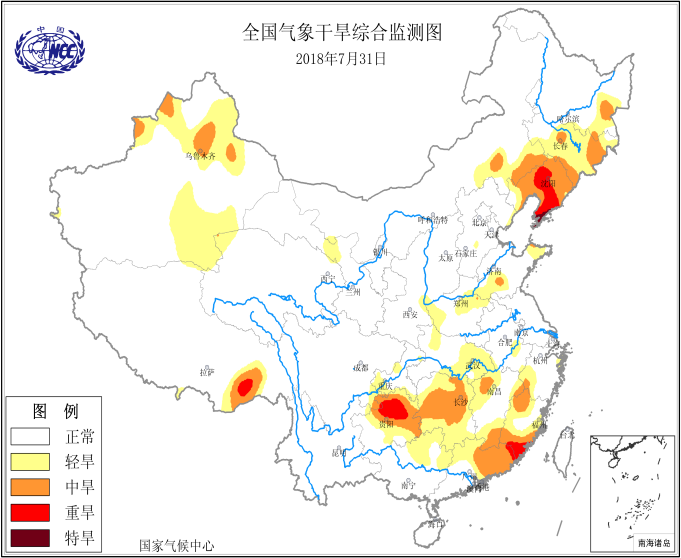 全国气象干旱综合监测图
2018年7月31日
中国
NCC
哈尔滨
长春
乌鲁木齐
沈阳
呼和浩特
北京
天津
银川
太原
石家庄
西宁
济南
兰州
郑州
西安
南京
合肥
上海
成都
武汉
杭州
拉萨
重庆
南昌
长沙
贵阳
福州
台北
昆明
南宁
澳门
香港
海口
图 例
正常
轻旱
中旱
重旱
特旱
国家气候中心
南海诸岛